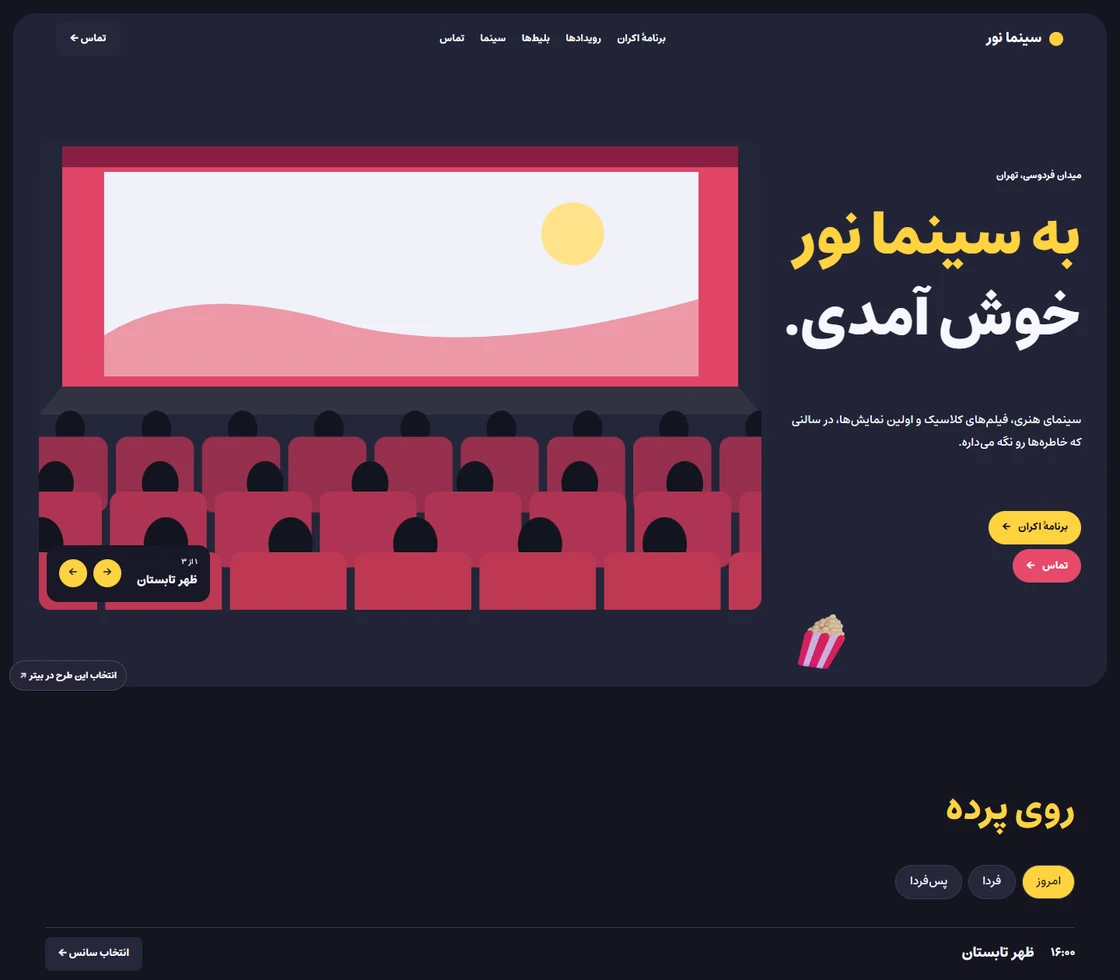 سینما نور
برنامهٔ اکران
رویدادها
بلیط‌ها
سینما
تماس
تماس ←
میدان فردوسی، تهران
به سینما نور
خوش آمدی.
سینمای هنری، فیلم‌های کلاسیک و اولین نمایش‌ها، در سالنی
که خاطره‌ها رو نگه می‌داره.
برنامهٔ اکران ←
تماس ←
۱ از ۳
ظهر تابستان
→ ←
انتخاب این طرح در بیتر ↗
روی پرده
امروز
فردا
پس‌فردا
۱۶:۰۰
ظهر تابستان
انتخاب سانس ←